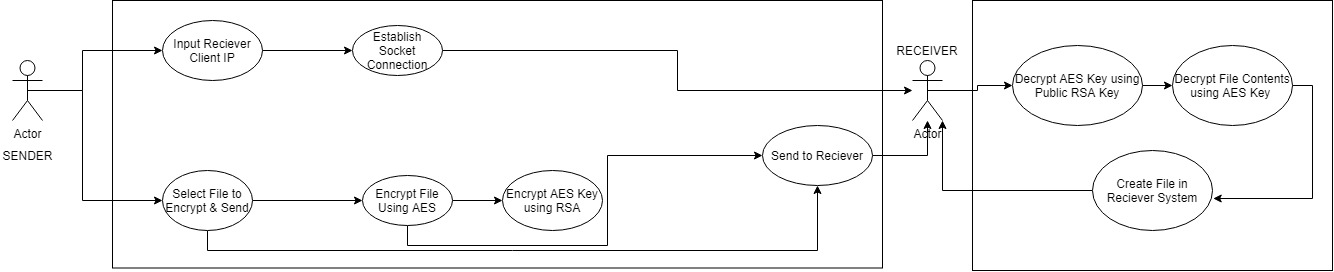 Input Reciever
Client IP
Establish
Socket
Connection
RECEIVER
Actor
Decrypt AES Key using
Public RSA Key
Decrypt File Contents
using AES Key
Actor
SENDER
Send to Reciever
Select File to
Encrypt & Send
Encrypt File
Using AES
Encrypt AES Key
using RSA
Create File in
Reciever System